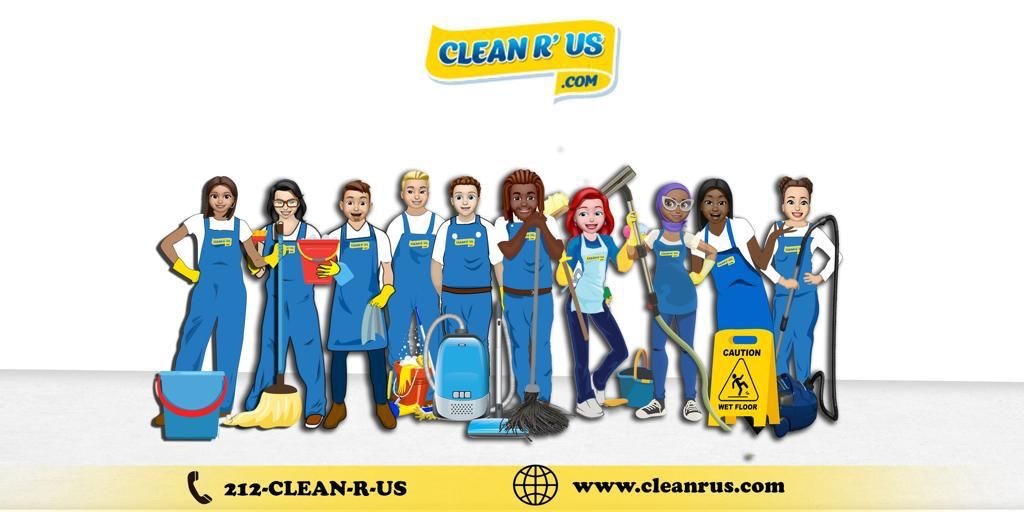 CLEAN R' US
.COM
CAUTION
WET FLOOR
212-CLEAN-R-US
www.cleanrus.com